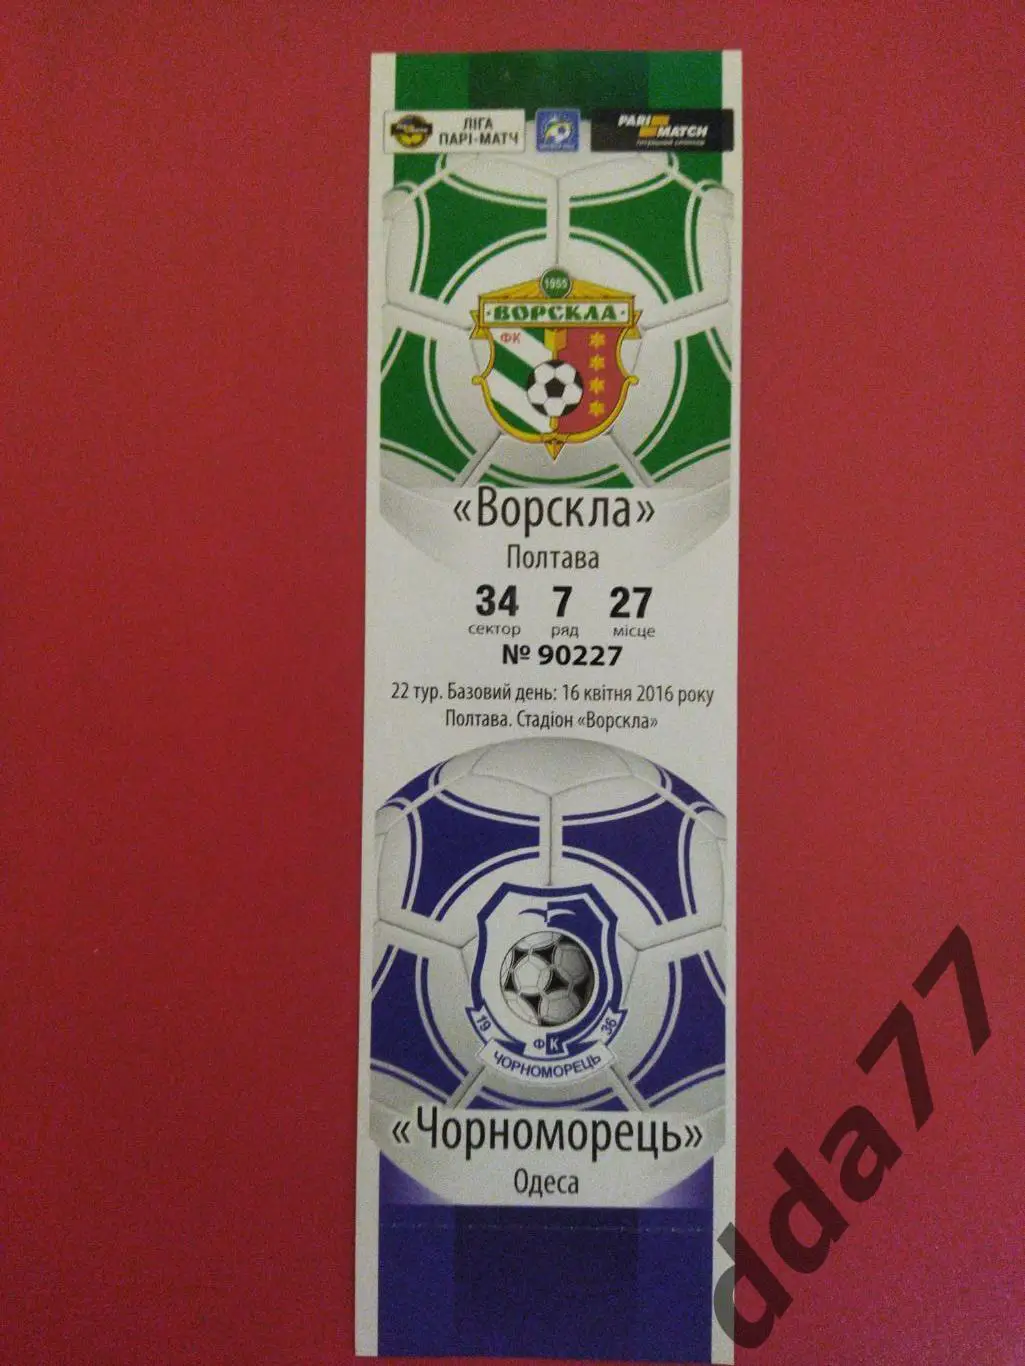 ЛІГА
ПАРІ-МАТЧ
PARI MATCH
1955
ВОРСКЛА
ФК
«Ворскла»
Полтава
34 7 27
сектор ряд місце
№ 90227
22 тур. Базовий день: 16 квітня 2016 року
Полтава. Стадіон «Ворскла»
19 ФК 36
ЧОРНОМОРЕЦЬ
«Чорноморець»
Одеса
dda77